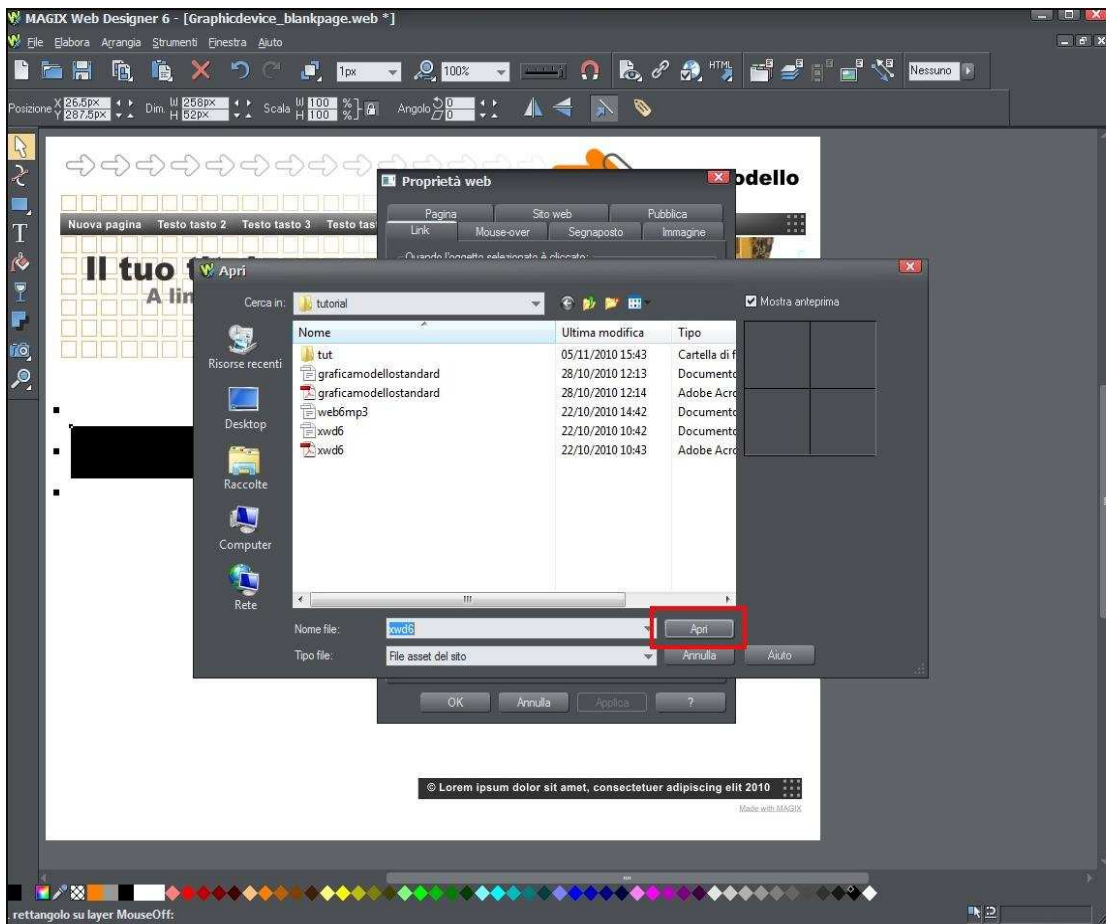 MAGIX Web Designer 6 - [Graphicdevice_blankpage.web *]
File Elabora Arrangia Strumenti Finestra Aiuto
1px 100% HTML Nessuno
Posizione X 26,5px Y 287,5px Dim. W 258px H 52px Scala W 100 H 100 % % Angolo 0 0
odello
Proprietà web
Pagina Sito web Pubblica
Link Mouse-over Segnaposto Immagine
Quando l'oggetto selezionato è cliccato:
Nuova pagina Testo tasto 2 Testo tasto 3 Testo tas
Il tuo
A lin
Apri
Cerca in: tutorial Mostra anteprima
Nome Ultima modifica Tipo
tut 05/11/2010 15:43 Cartella di f
graficamodellostandard 28/10/2010 12:13 Documento
graficamodellostandard 28/10/2010 12:14 Adobe Acro
web6mp3 22/10/2010 14:42 Documento
xwd6 22/10/2010 10:42 Documento
xwd6 22/10/2010 10:43 Adobe Acro
Risorse recenti
Desktop
Raccolte
Computer
Rete
Nome file: xwd6 Apri
Tipo file: File asset del sito Annulla Aiuto
OK Annulla Applica ?
© Lorem ipsum dolor sit amet, consectetuer adipiscing elit 2010
Made with MAGIX
rettangolo su layer MouseOff: